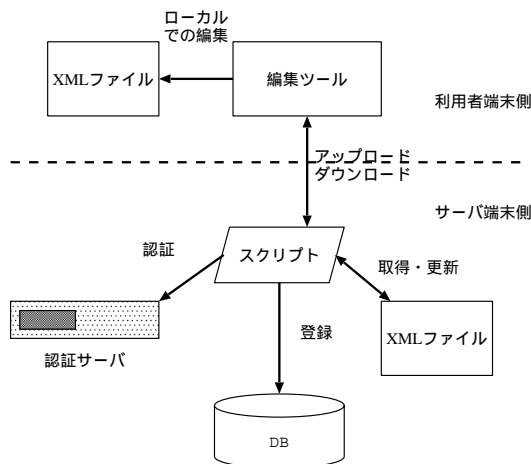 ローカル
での編集
XMLファイル
編集ツール
利用者端末側
アップロード
ダウンロード
サーバ端末側
認証
スクリプト
取得・更新
認証サーバ
登録
XMLファイル
DB